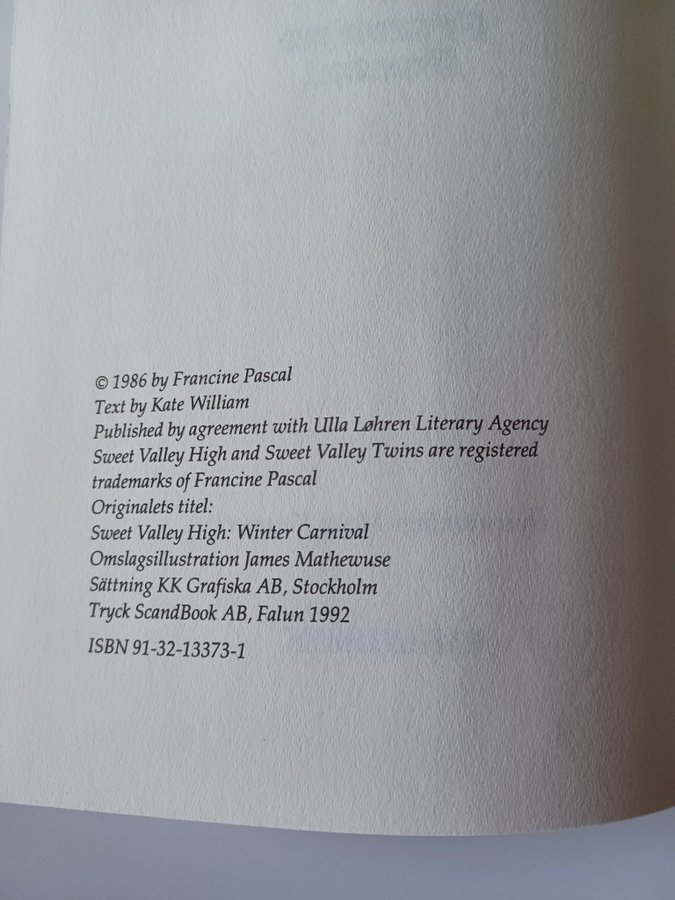 © 1986 by Francine Pascal
Text by Kate William
Published by agreement with Ulla Løhren Literary Agency
Sweet Valley High and Sweet Valley Twins are registered
trademarks of Francine Pascal
Originalets titel:
Sweet Valley High: Winter Carnival
Omslagsillustration James Mathewuse
Sättning KK Grafiska AB, Stockholm
Tryck ScandBook AB, Falun 1992
ISBN 91-32-13373-1